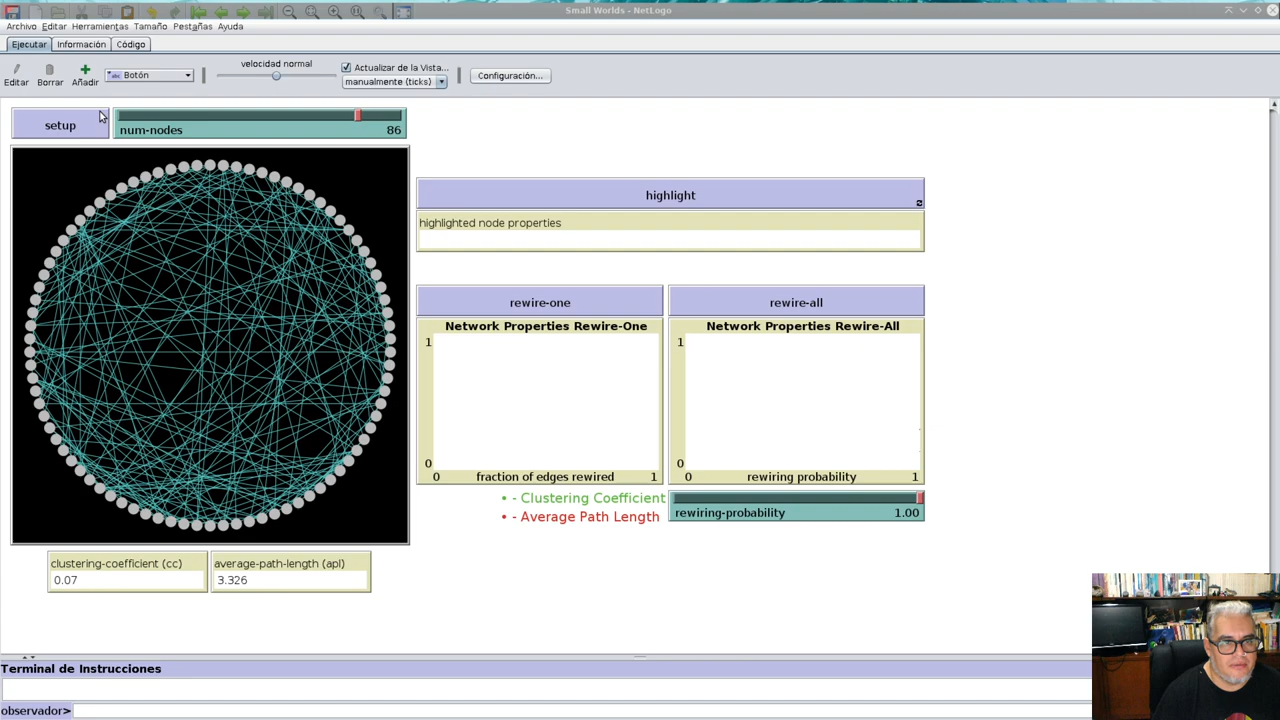 Small Worlds - NetLogo
Archivo Editar Herramientas Tamaño Pestañas Ayuda
Ejecutar Información Código
Editar Borrar Añadir abc Botón velocidad normal Actualizar de la Vista... manualmente (ticks) Configuración...
setup
num-nodes 86
highlight
highlighted node properties
rewire-one rewire-all
Network Properties Rewire-One
1
0
0 fraction of edges rewired 1
Network Properties Rewire-All
1
0
0 rewiring probability 1
• - Clustering Coefficient
• - Average Path Length
rewiring-probability 1.00
clustering-coefficient (cc)
0.07
average-path-length (apl)
3.326
Terminal de Instrucciones
observador>